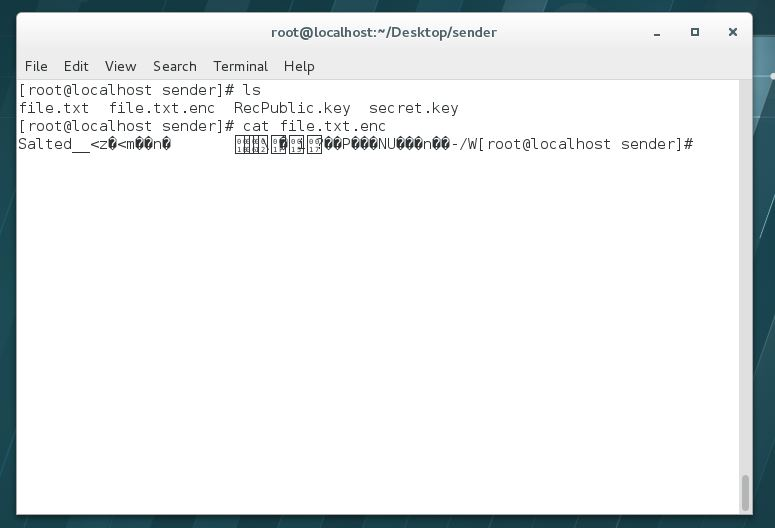 root@localhost:~/Desktop/sender
File Edit View Search Terminal Help
[root@localhost sender]# ls
file.txt file.txt.enc RecPublic.key secret.key
[root@localhost sender]# cat file.txt.enc
Salted__<z�<m��n� ��P���NU���n��-/W[root@localhost sender]#